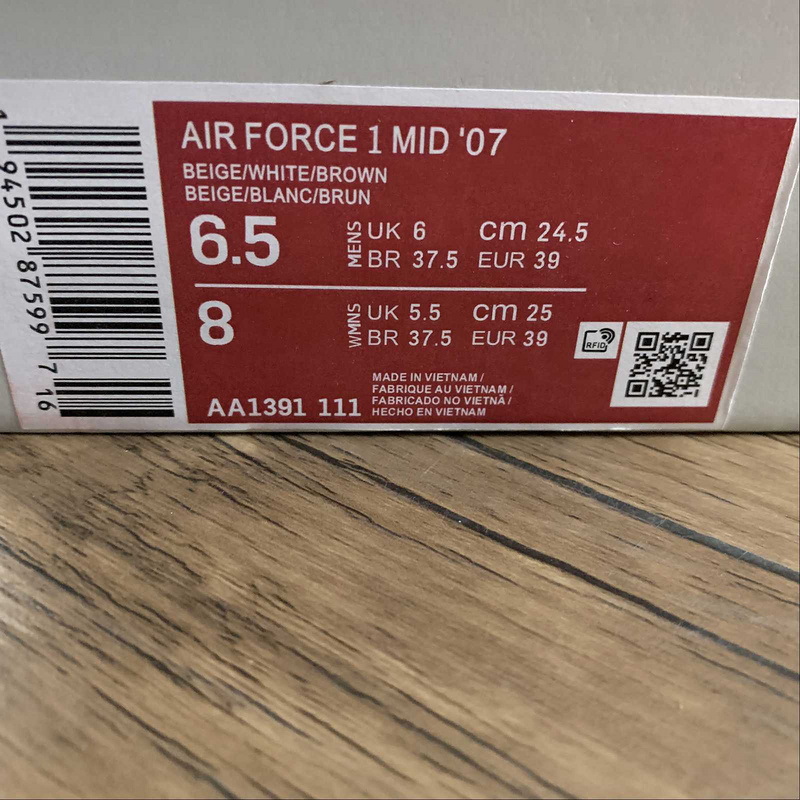 AIR FORCE 1 MID '07
BEIGE/WHITE/BROWN
BEIGE/BLANC/BRUN
6.5 MENS UK 6 cm 24.5
BR 37.5 EUR 39
8 WMNS UK 5.5 cm 25
BR 37.5 EUR 39
RFID
MADE IN VIETNAM /
FABRIQUE AU VIETNAM /
FABRICADO NO VIETNÃ /
HECHO EN VIETNAM
AA1391 111
1 94502 87599 7 16